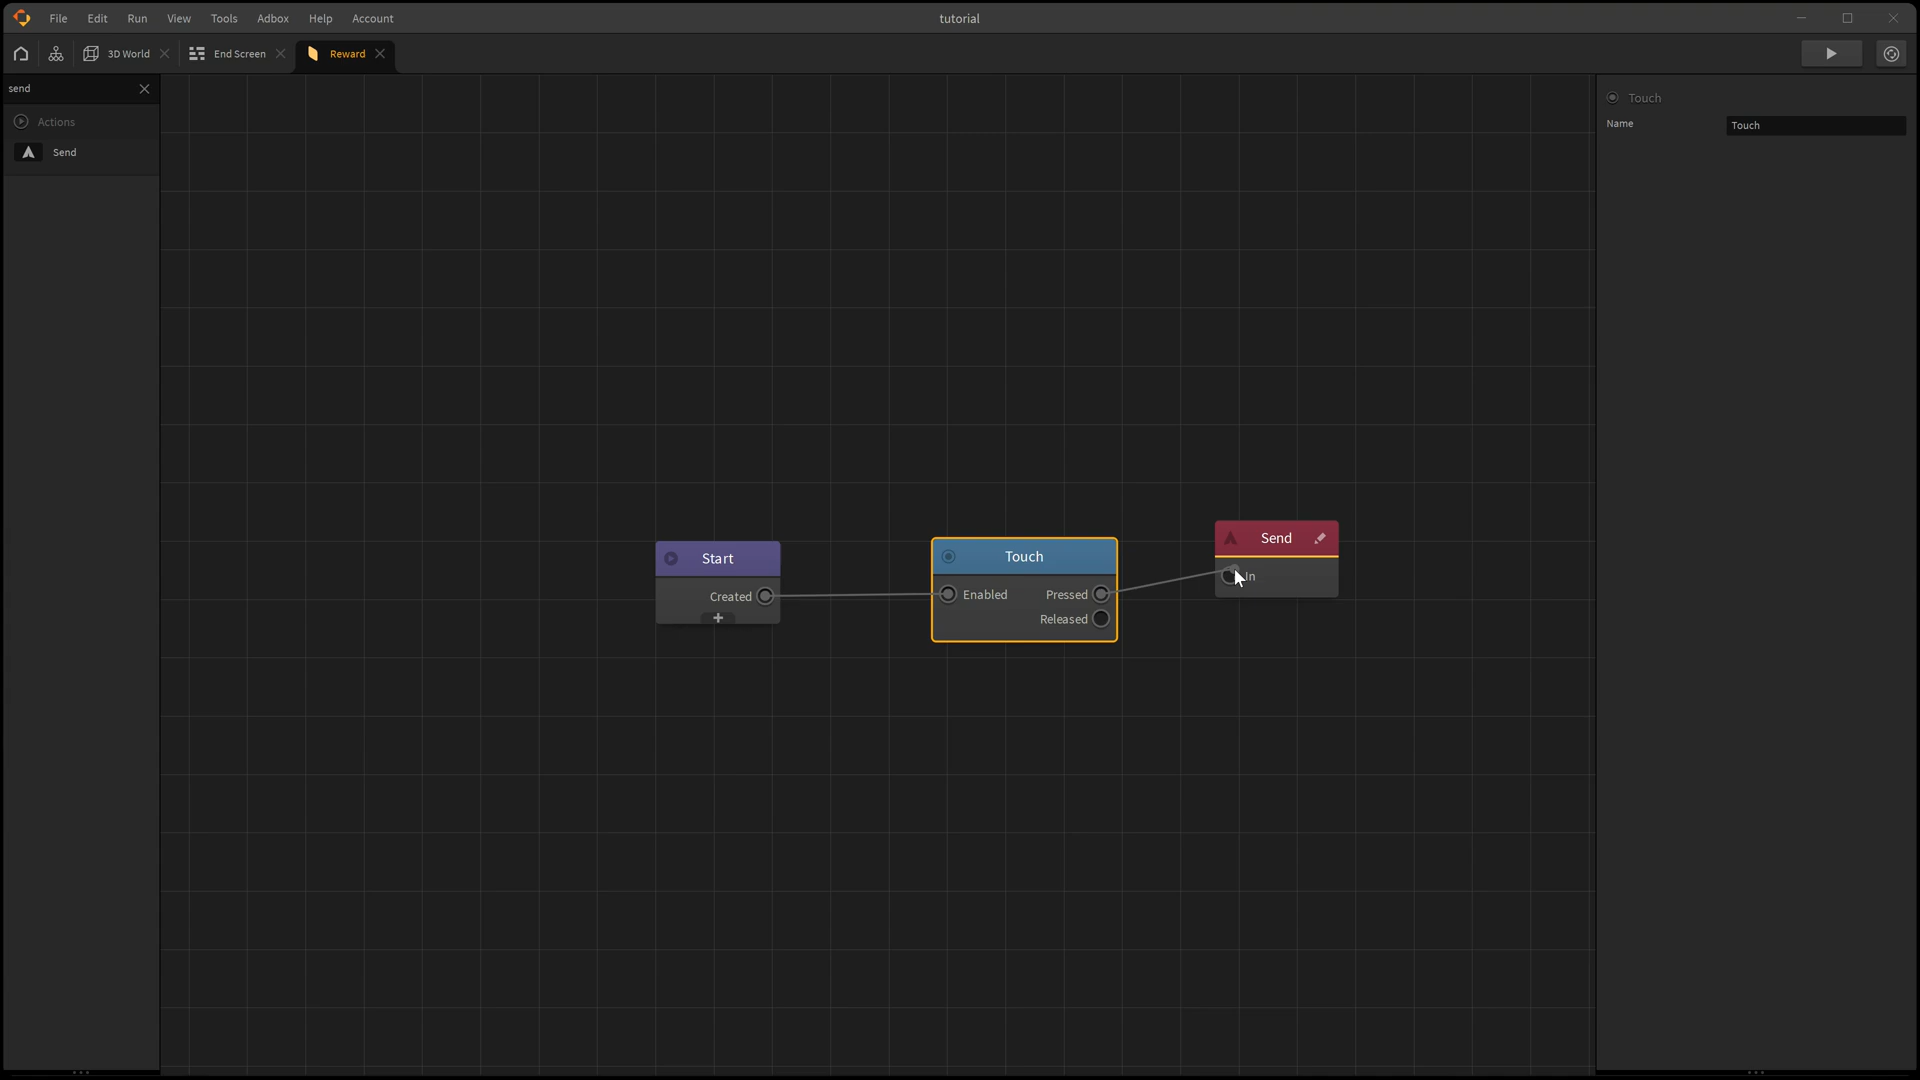 File Edit Run View Tools Adbox Help Account tutorial
3D World End Screen Reward
send
Actions
Send
Touch
Name Touch
Start
Created
Touch
Enabled Pressed
Released
Send
In